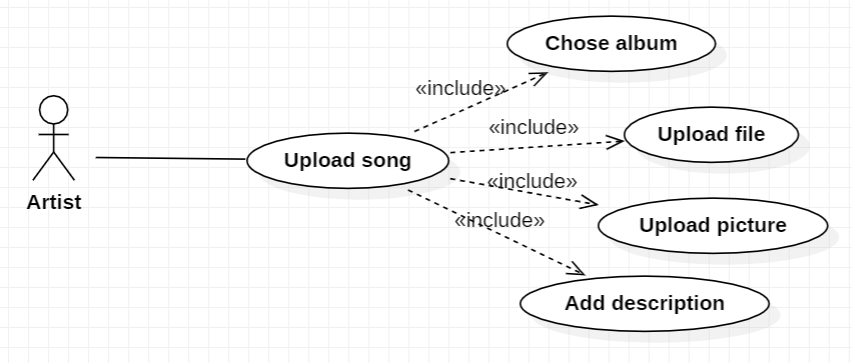 Chose album
«include»
Upload file
«include»
Upload song
«include»
Upload picture
Artist
«include»
Add description